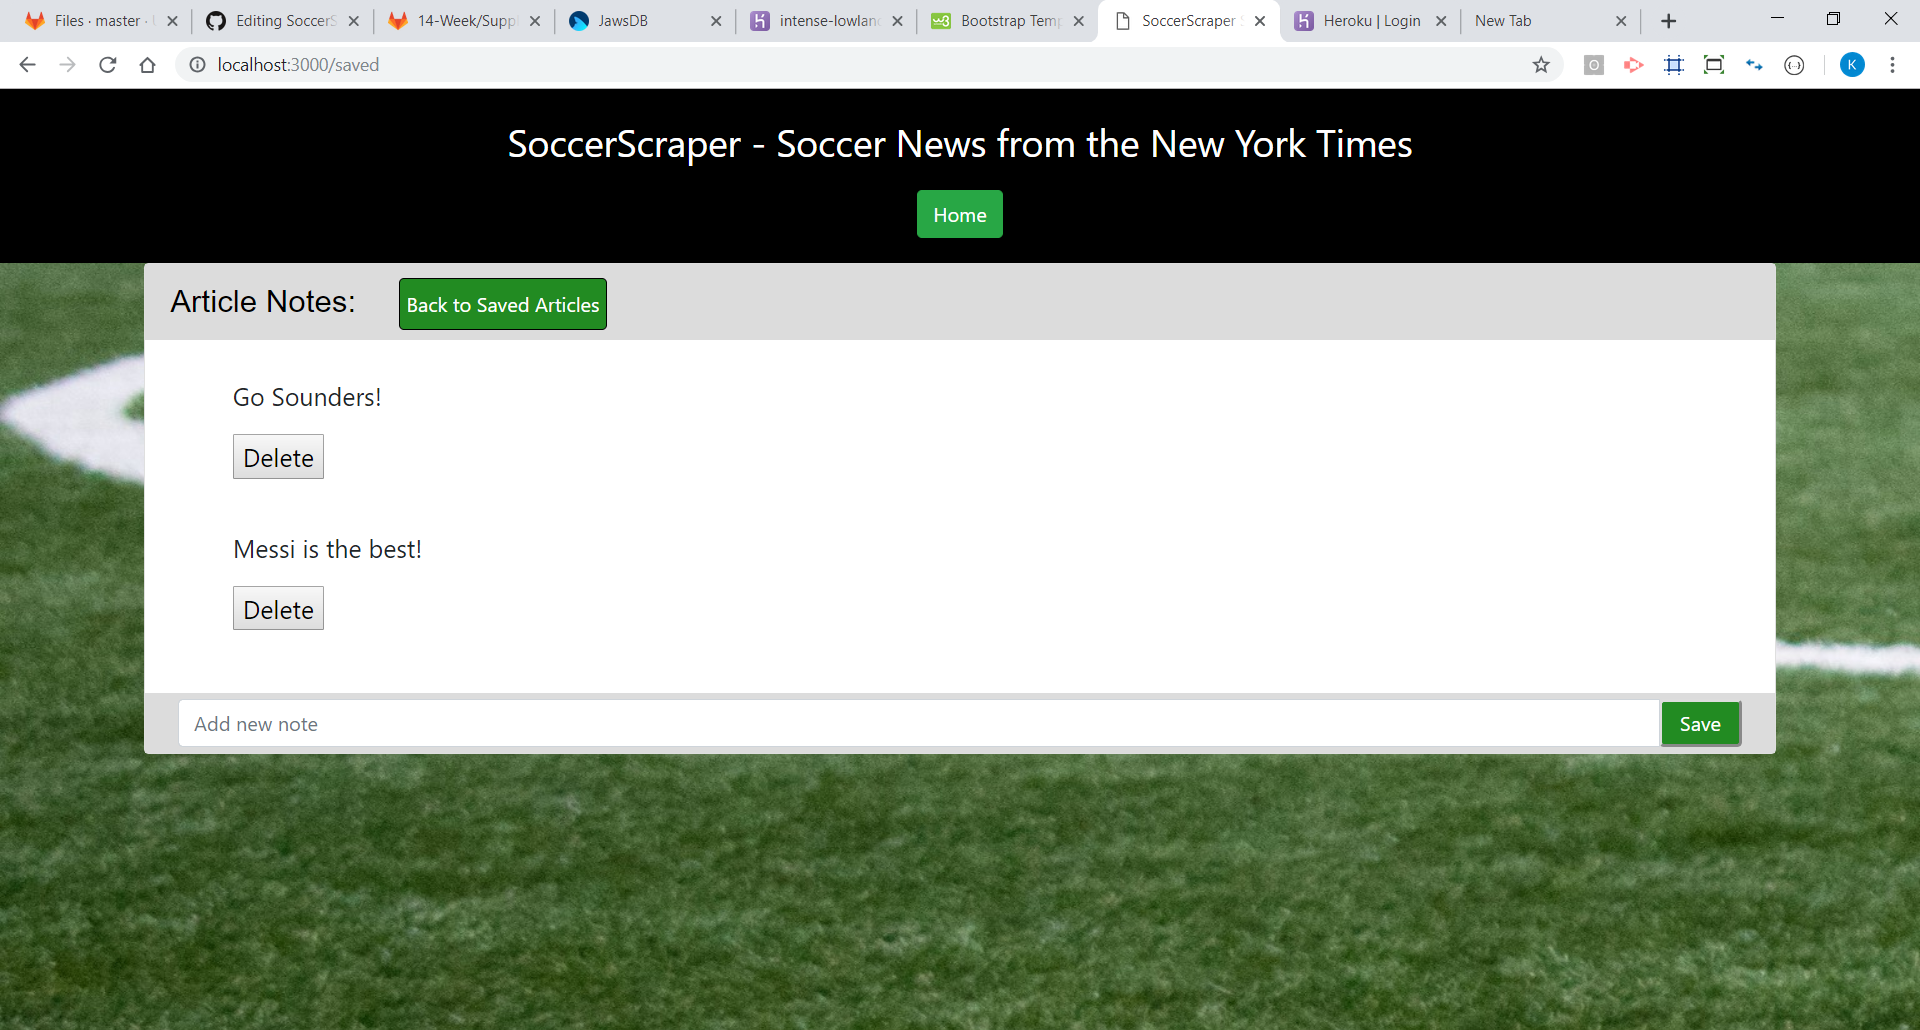 Files · master ·
Editing SoccerS
14-Week/Suppl
JawsDB
intense-lowlan
Bootstrap Temp
SoccerScraper
Heroku | Login
New Tab
localhost:3000/saved
K
SoccerScraper - Soccer News from the New York Times
Home
Article Notes:
Back to Saved Articles
Go Sounders!
Delete
Messi is the best!
Delete
Add new note
Save